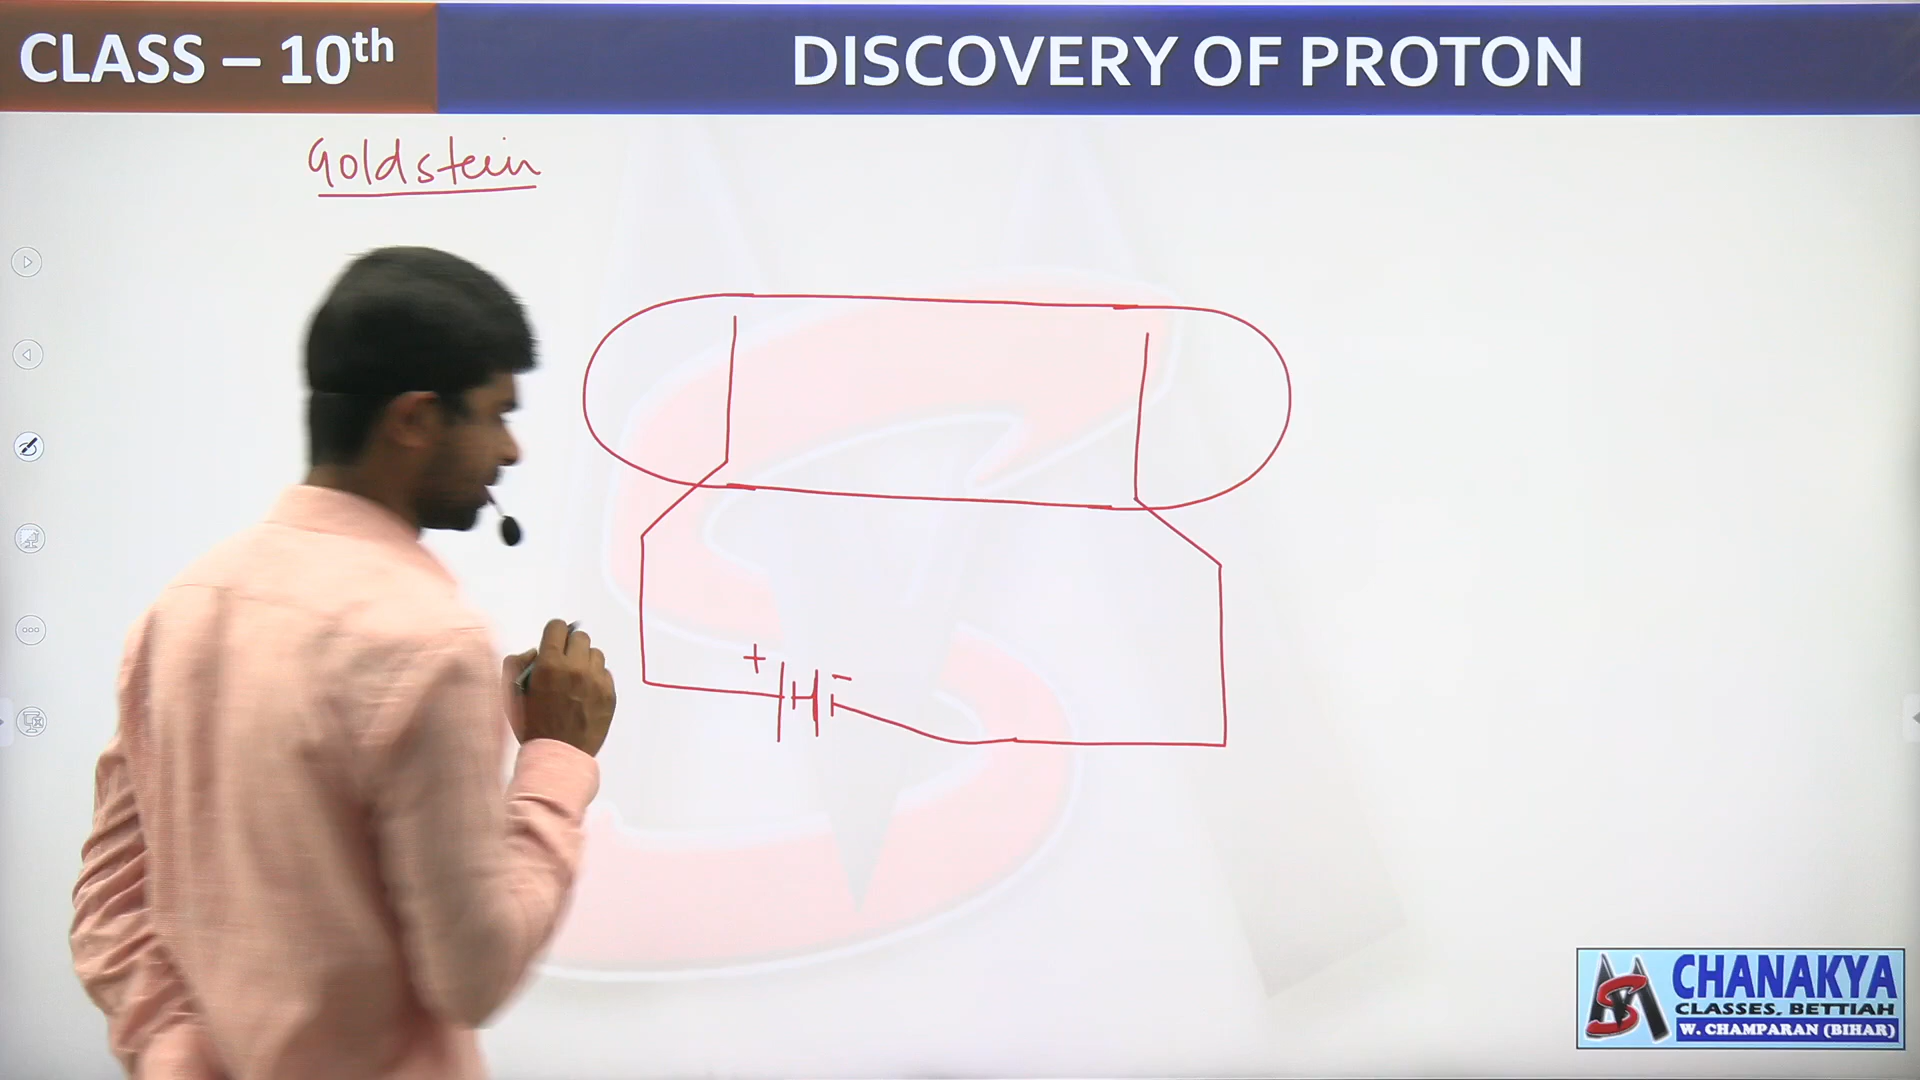 CLASS – 10th
DISCOVERY OF PROTON
Goldstein
+ -
CHANAKYA
CLASSES, BETTIAH
W. CHAMPARAN (BIHAR)